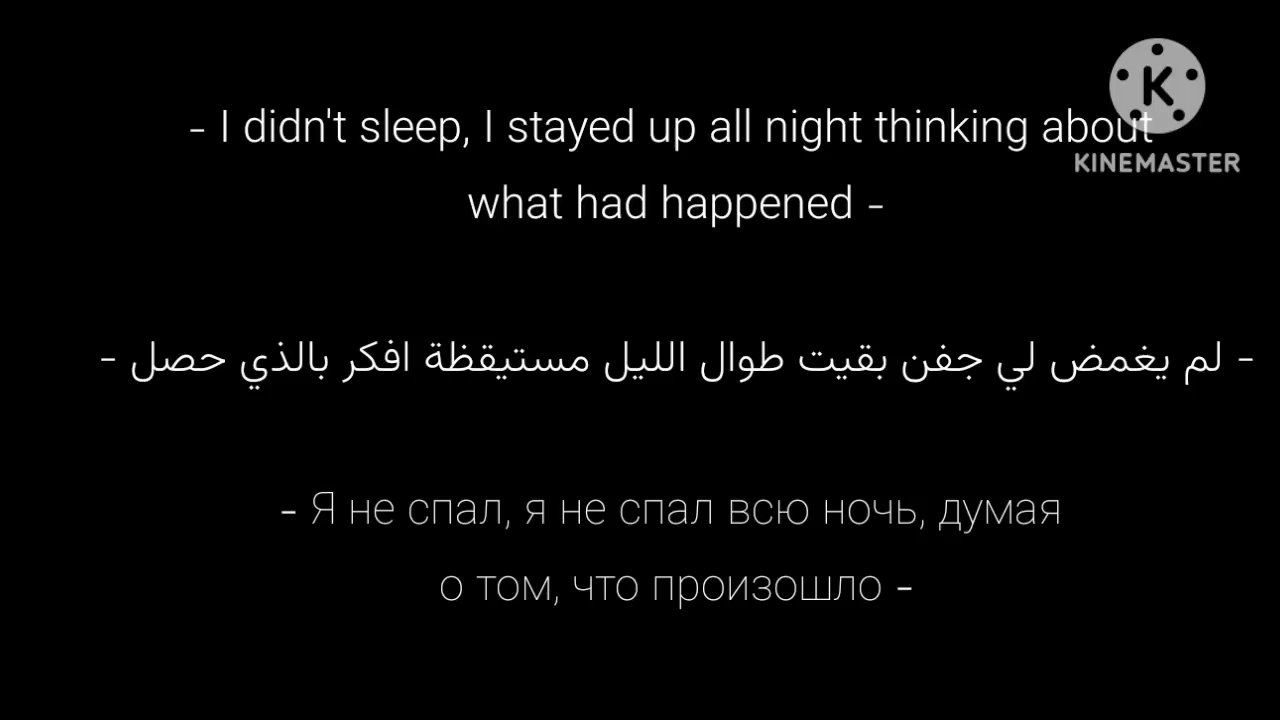 - I didn't sleep, I stayed up all night thinking about
KINEMASTER
what had happened -
- لم يغمض لي جفن بقيت طوال الليل مستيقظة افكر بالذي حصل -
- Я не спал, я не спал всю ночь, думая
о том, что произошло -